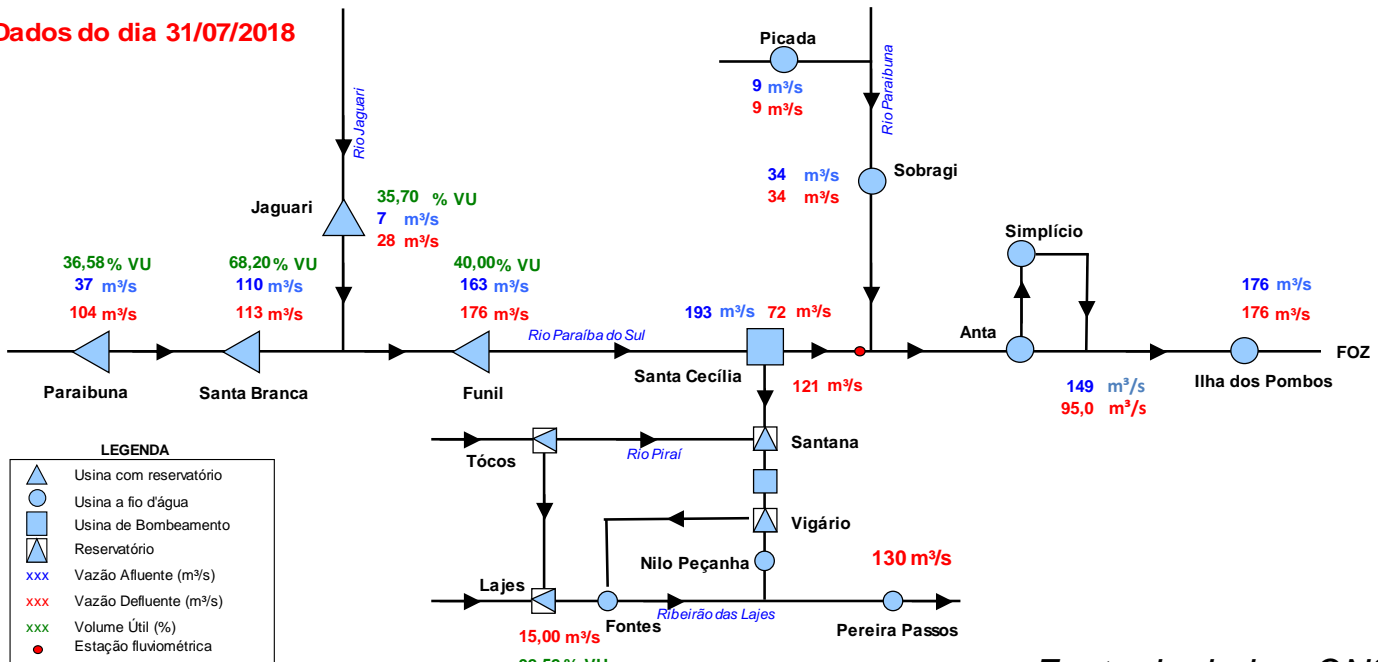 Dados do dia 31/07/2018
Picada
9 m³/s
9 m³/s
Rio Paraibuna
Rio Jaguari
34 m³/s
34 m³/s
Sobragi
Jaguari
35,70 % VU
7 m³/s
28 m³/s
Simplício
36,58 % VU
37 m³/s
104 m³/s
68,20 % VU
110 m³/s
113 m³/s
40,00 % VU
163 m³/s
176 m³/s
193 m³/s 72 m³/s
176 m³/s
176 m³/s
Rio Paraíba do Sul
Anta
FOZ
Paraibuna
Santa Branca
Funil
Santa Cecília
121 m³/s
149 m³/s
95,0 m³/s
Ilha dos Pombos
Tócos
Rio Piraí
Santana
Vigário
Nilo Peçanha
130 m³/s
Lajes
Fontes
Ribeirão das Lajes
Pereira Passos
15,00 m³/s
LEGENDA
Usina com reservatório
Usina a fio d'água
Usina de Bombeamento
Reservatório
xxx Vazão Afluente (m³/s)
xxx Vazão Defluente (m³/s)
xxx Volume Útil (%)
Estação fluviométrica